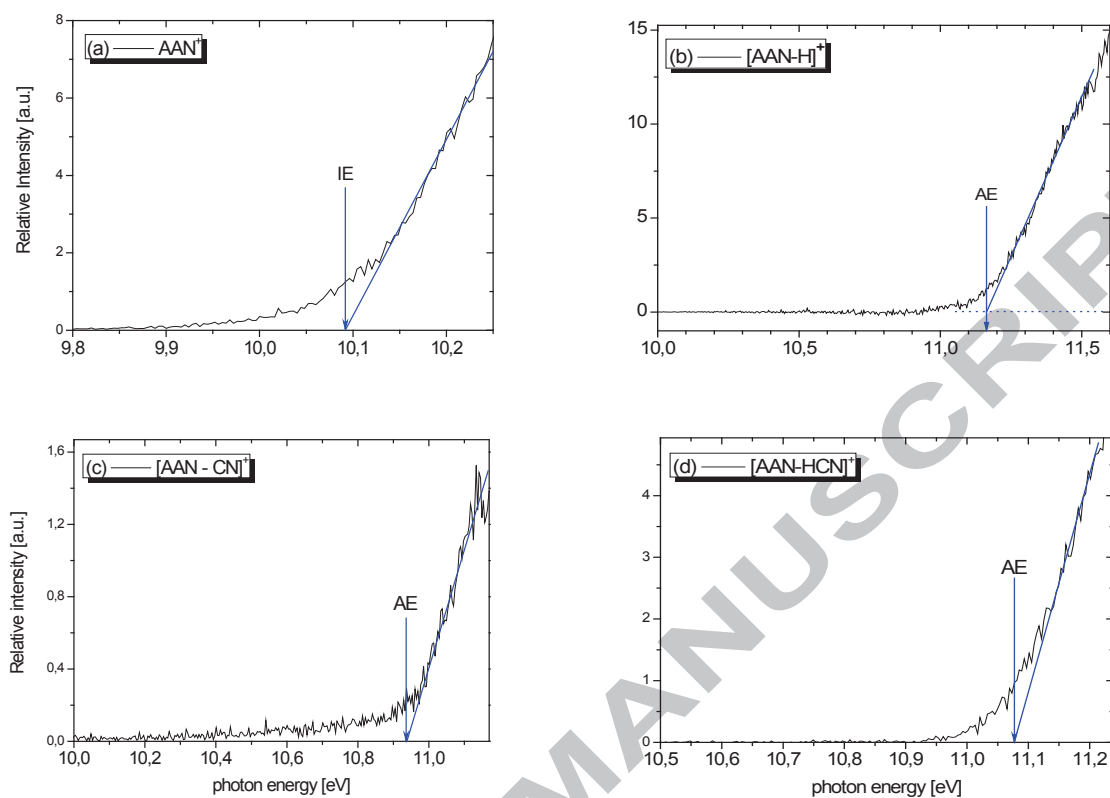 (a) — AAN+
Relative Intensity [a.u.]
8
6
4
2
0
IE
9,8 9,9 10,0 10,1 10,2
(b) — [AAN-H]+
15
10
5
0
AE
10,0 10,5 11,0 11,5
(c) — [AAN - CN]+
Relative intensity [a.u.]
1,6
1,2
0,8
0,4
0,0
AE
10,0 10,2 10,4 10,6 10,8 11,0
photon energy [eV]
(d) — [AAN-HCN]+
4
3
2
1
0
AE
10,5 10,6 10,7 10,8 10,9 11,0 11,1 11,2
photon energy [eV]
MANUSCRIP